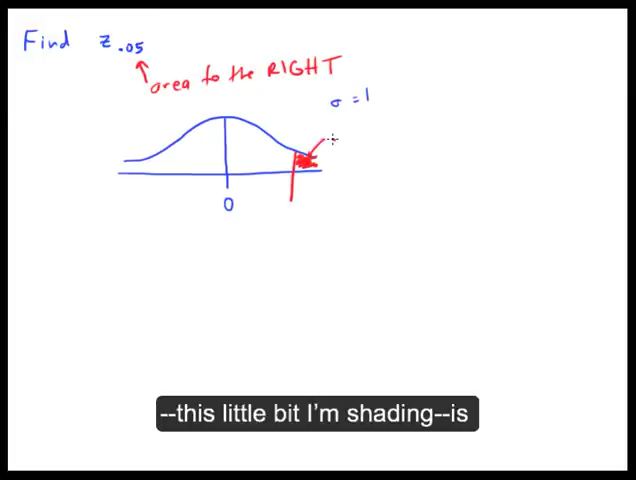 Find z.05
area to the RIGHT
σ = 1
0
--this little bit I'm shading--is